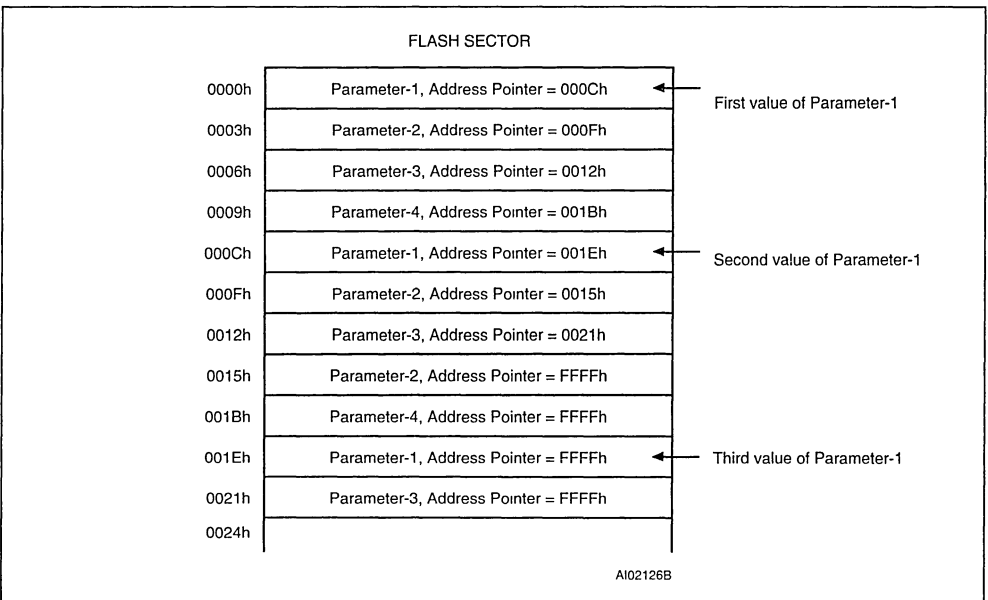 FLASH SECTOR
0000h Parameter-1, Address Pointer = 000Ch
First value of Parameter-1
0003h Parameter-2, Address Pointer = 000Fh
0006h Parameter-3, Address Pointer = 0012h
0009h Parameter-4, Address Pointer = 001Bh
000Ch Parameter-1, Address Pointer = 001Eh
Second value of Parameter-1
000Fh Parameter-2, Address Pointer = 0015h
0012h Parameter-3, Address Pointer = 0021h
0015h Parameter-2, Address Pointer = FFFFh
001Bh Parameter-4, Address Pointer = FFFFh
001Eh Parameter-1, Address Pointer = FFFFh
Third value of Parameter-1
0021h Parameter-3, Address Pointer = FFFFh
0024h
AI02126B